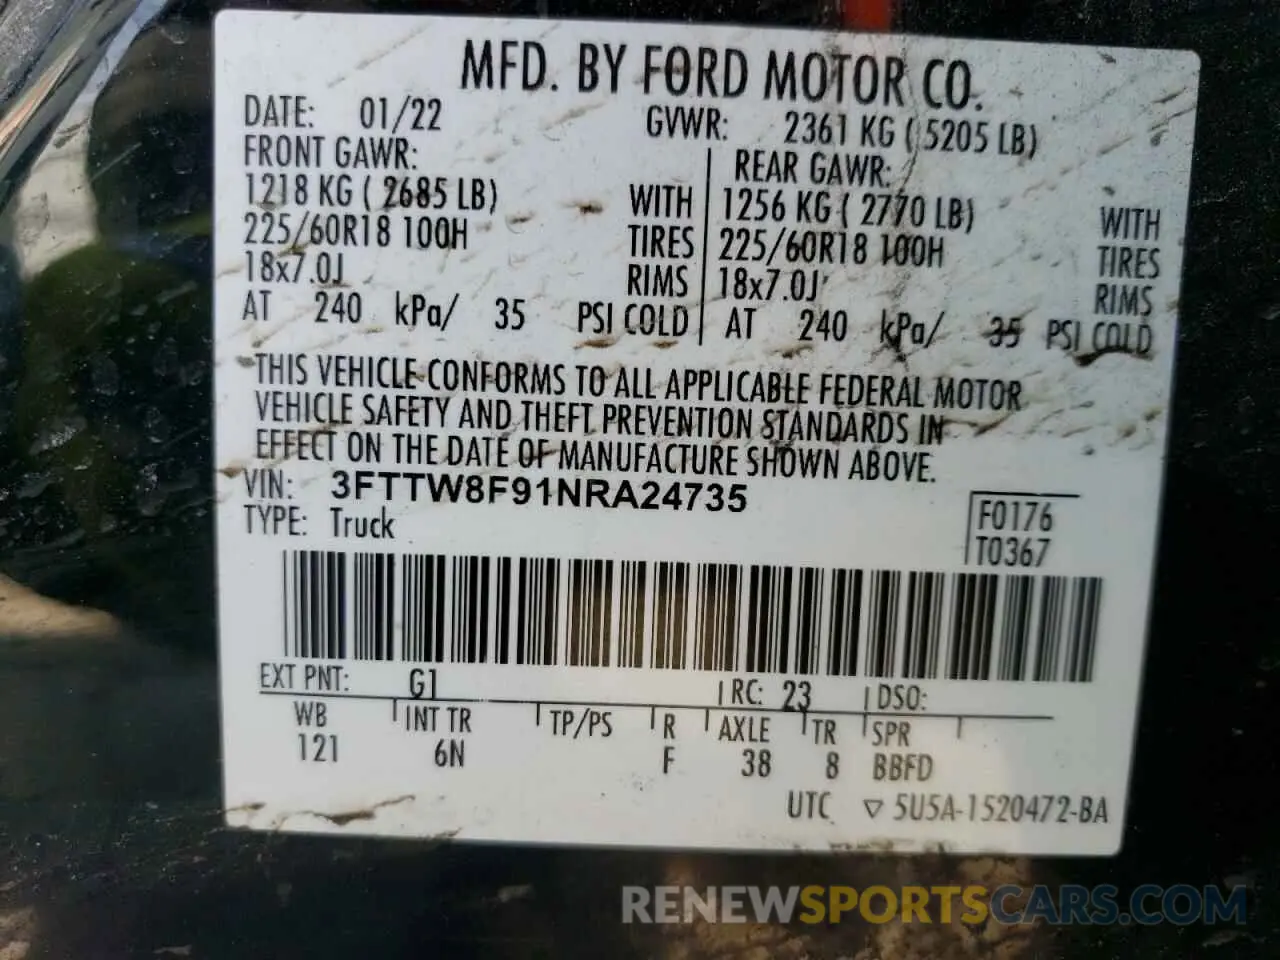 MFD. BY FORD MOTOR CO.
DATE: 01/22 GVWR: 2361 KG ( 5205 LB)
FRONT GAWR: REAR GAWR:
1218 KG ( 2685 LB) WITH 1256 KG ( 2770 LB) WITH
225/60R18 100H TIRES 225/60R18 100H TIRES
18x7.0J RIMS 18x7.0J RIMS
AT 240 kPa/ 35 PSI COLD AT 240 kPa/ 35 PSI COLD
THIS VEHICLE CONFORMS TO ALL APPLICABLE FEDERAL MOTOR
VEHICLE SAFETY AND THEFT PREVENTION STANDARDS IN
EFFECT ON THE DATE OF MANUFACTURE SHOWN ABOVE.
VIN: 3FTTW8F91NRA24735
TYPE: Truck
F0176
T0367
EXT PNT: G1 RC: 23 DSO:
WB INT TR TP/PS R AXLE TR SPR
121 6N F 38 8 BBFD
UTC ▽ 5U5A-1520472-BA
RENEWSPORTSCARS.COM